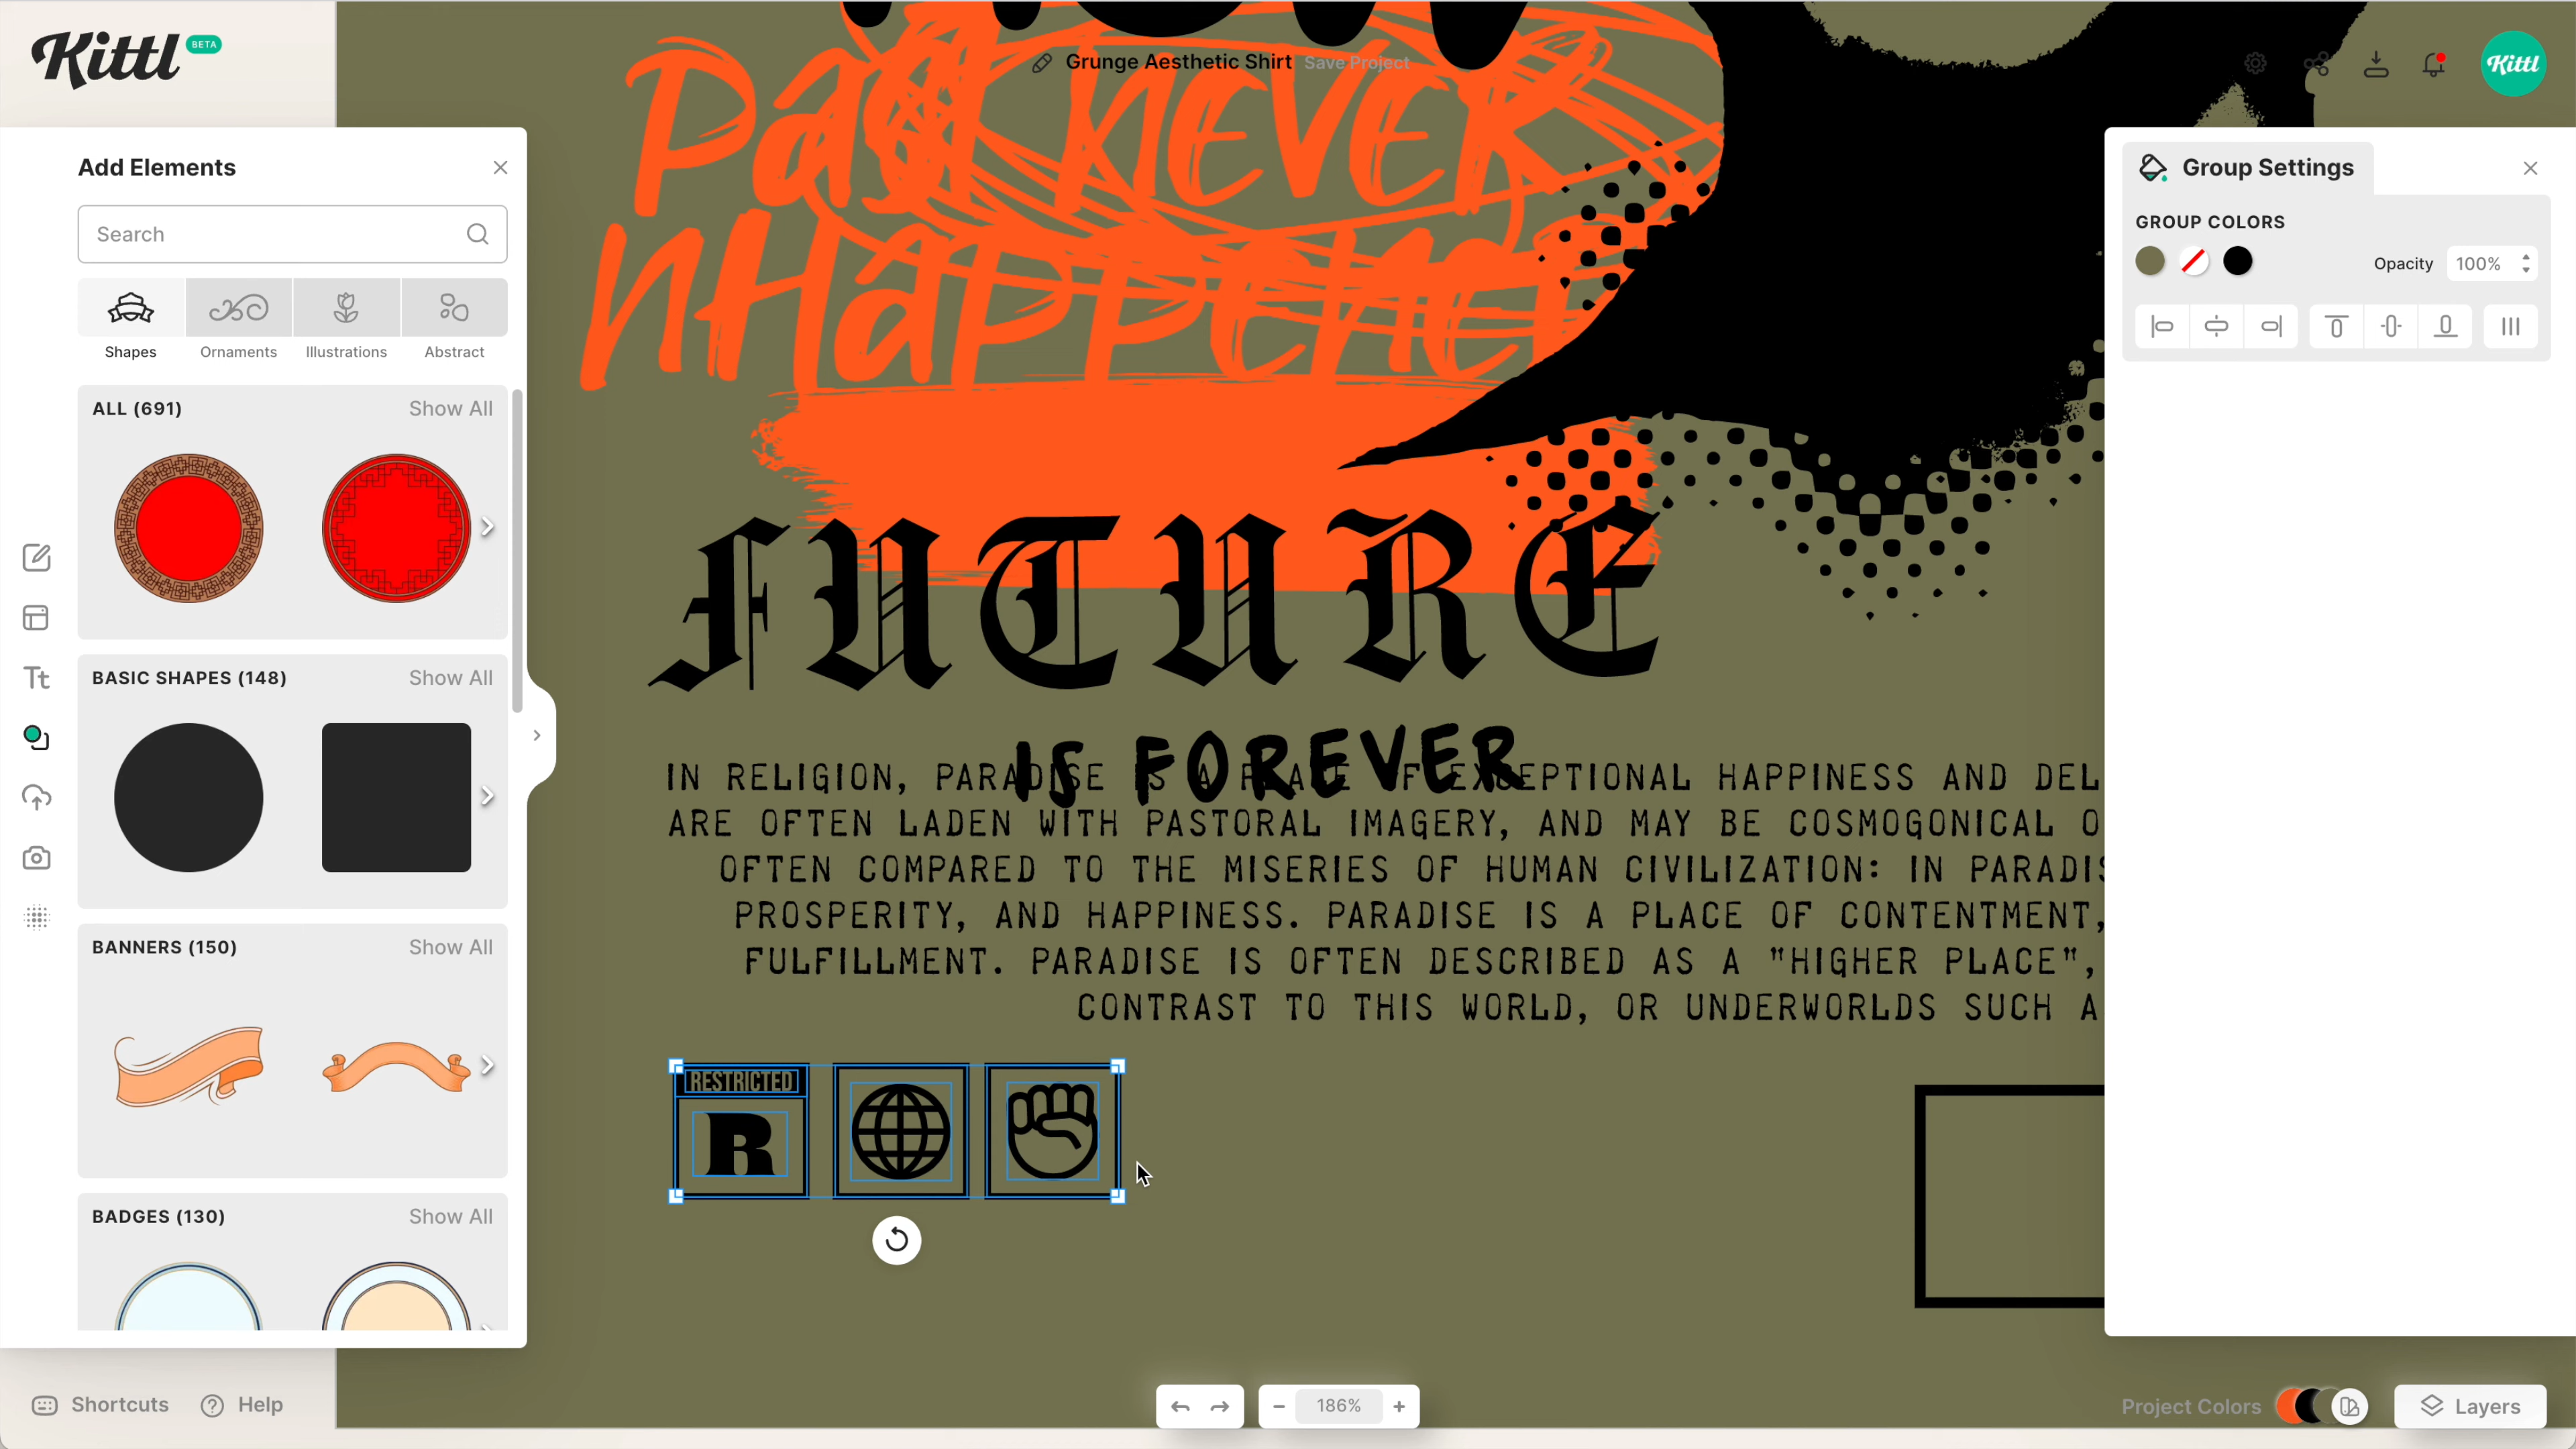 Kittl BETA
Grunge Aesthetic Shirt Save Project
Kittl
Add Elements
Search
Shapes Ornaments Illustrations Abstract
ALL (691) Show All
BASIC SHAPES (148) Show All
BANNERS (150) Show All
BADGES (130) Show All
Shortcuts Help
Past NEVER
FUTURE
IS FOREVER
IN RELIGION, PARADISE IS A PLACE OF EXCEPTIONAL HAPPINESS AND DEL
ARE OFTEN LADEN WITH PASTORAL IMAGERY, AND MAY BE COSMOGONICAL O
OFTEN COMPARED TO THE MISERIES OF HUMAN CIVILIZATION: IN PARADIS
PROSPERITY, AND HAPPINESS. PARADISE IS A PLACE OF CONTENTMENT,
FULFILLMENT. PARADISE IS OFTEN DESCRIBED AS A "HIGHER PLACE",
CONTRAST TO THIS WORLD, OR UNDERWORLDS SUCH A
RESTRICTED
R
186%
Group Settings
GROUP COLORS
Opacity 100%
Project Colors
Layers